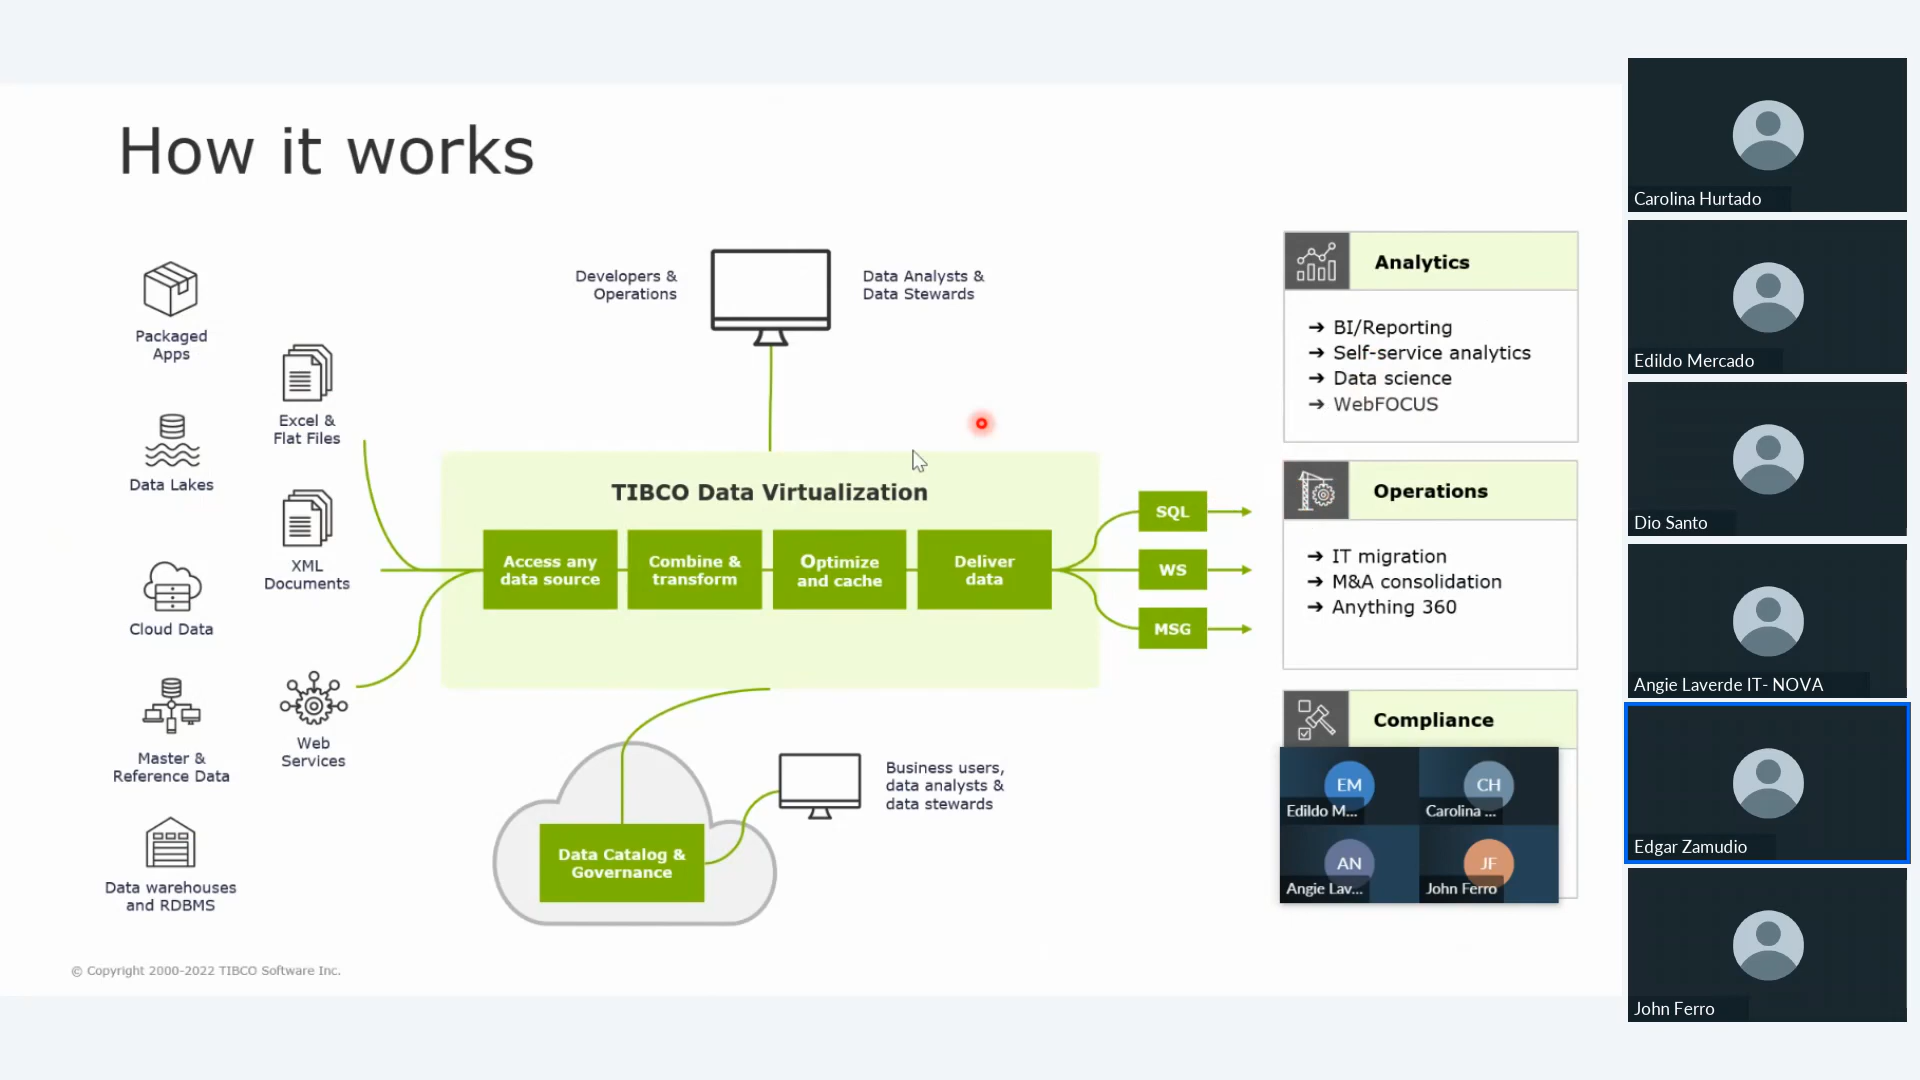 How it works
Packaged
Apps
Excel &
Flat Files
Data Lakes
XML
Documents
Cloud Data
Master &
Reference Data
Web
Services
Data warehouses
and RDBMS
Developers &
Operations
Data Analysts &
Data Stewards
TIBCO Data Virtualization
Access any
data source
Combine &
transform
Optimize
and cache
Deliver
data
SQL
WS
MSG
Data Catalog &
Governance
Business users,
data analysts &
data stewards
Analytics
➔ BI/Reporting
➔ Self-service analytics
➔ Data science
➔ WebFOCUS
Operations
➔ IT migration
➔ M&A consolidation
➔ Anything 360
Compliance
EM
Edildo M...
CH
Carolina ...
AN
Angie Lav...
JF
John Ferro
© Copyright 2000-2022 TIBCO Software Inc.
Carolina Hurtado
Edildo Mercado
Dio Santo
Angie Laverde IT- NOVA
Edgar Zamudio
John Ferro